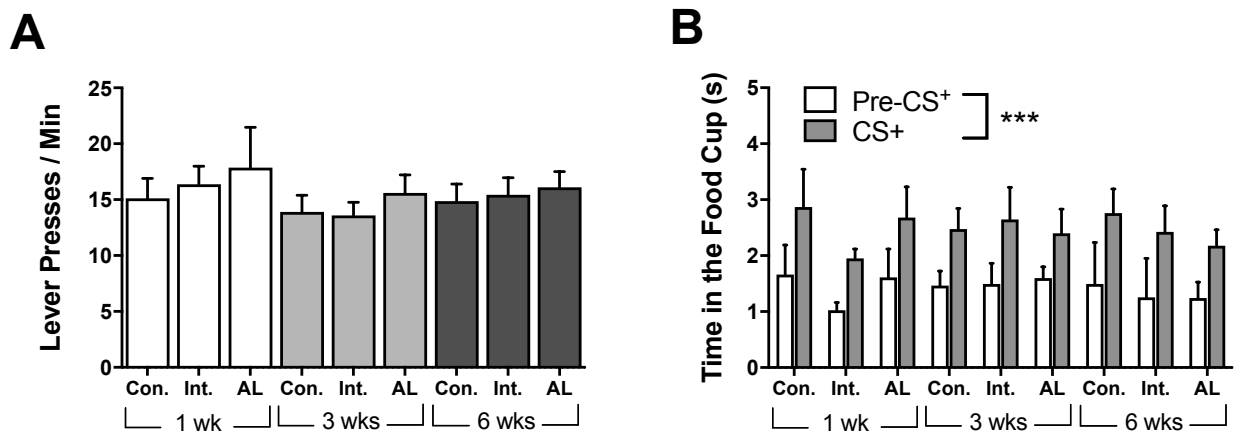 A
Lever Presses / Min
25
20
15
10
5
0
Con. Int. AL Con. Int. AL Con. Int. AL
1 wk 3 wks 6 wks
B
Time in the Food Cup (s)
5
4
3
2
1
0
Pre-CS+
CS+
***
Con. Int. AL Con. Int. AL Con. Int. AL
1 wk 3 wks 6 wks